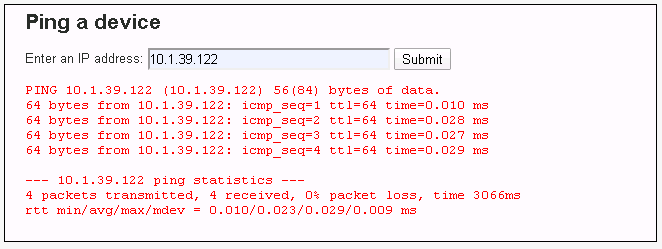 Ping a device
Enter an IP address: 10.1.39.122 Submit
PING 10.1.39.122 (10.1.39.122) 56(84) bytes of data.
64 bytes from 10.1.39.122: icmp_seq=1 ttl=64 time=0.010 ms
64 bytes from 10.1.39.122: icmp_seq=2 ttl=64 time=0.028 ms
64 bytes from 10.1.39.122: icmp_seq=3 ttl=64 time=0.027 ms
64 bytes from 10.1.39.122: icmp_seq=4 ttl=64 time=0.029 ms
--- 10.1.39.122 ping statistics ---
4 packets transmitted, 4 received, 0% packet loss, time 3066ms
rtt min/avg/max/mdev = 0.010/0.023/0.029/0.009 ms